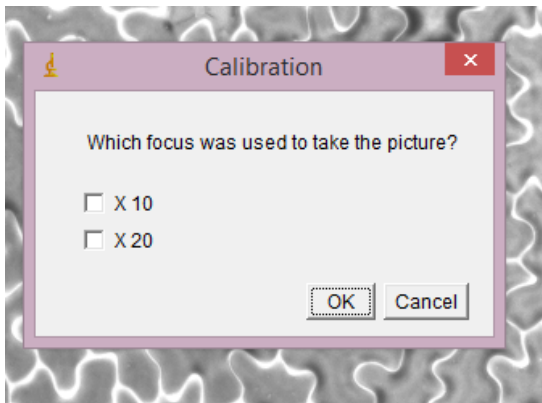 Calibration
Which focus was used to take the picture?
X 10
X 20
OK Cancel